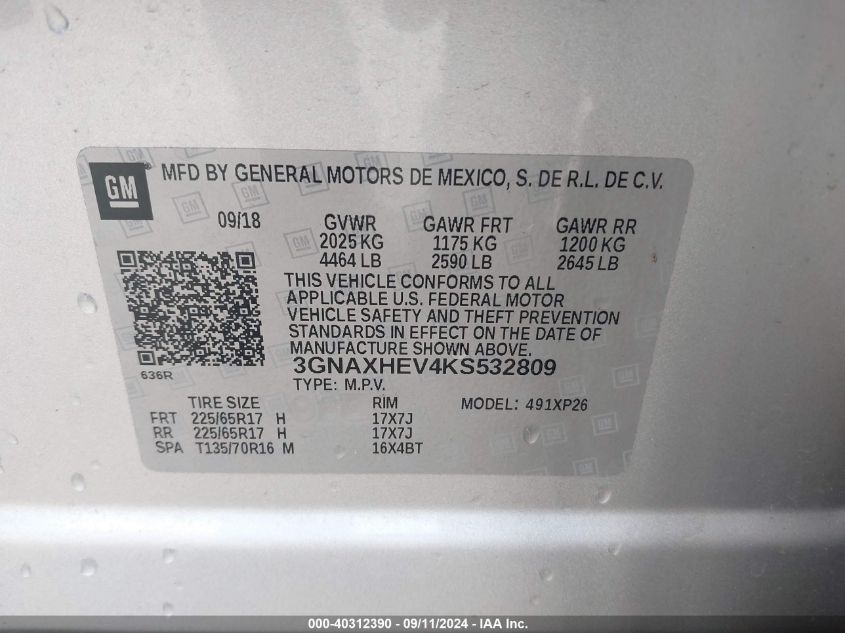 GM MFD BY GENERAL MOTORS DE MEXICO, S. DE R.L. DE C.V.
09/18 GVWR GAWR FRT GAWR RR
2025 KG 1175 KG 1200 KG
4464 LB 2590 LB 2645 LB
THIS VEHICLE CONFORMS TO ALL
APPLICABLE U.S. FEDERAL MOTOR
VEHICLE SAFETY AND THEFT PREVENTION
STANDARDS IN EFFECT ON THE DATE OF
MANUFACTURE SHOWN ABOVE.
3GNAXHEV4KS532809
636R
TYPE: M.P.V.
TIRE SIZE RIM MODEL: 491XP26
FRT 225/65R17 H 17X7J
RR 225/65R17 H 17X7J
SPA T135/70R16 M 16X4BT
000-40312390 - 09/11/2024 - IAA Inc.